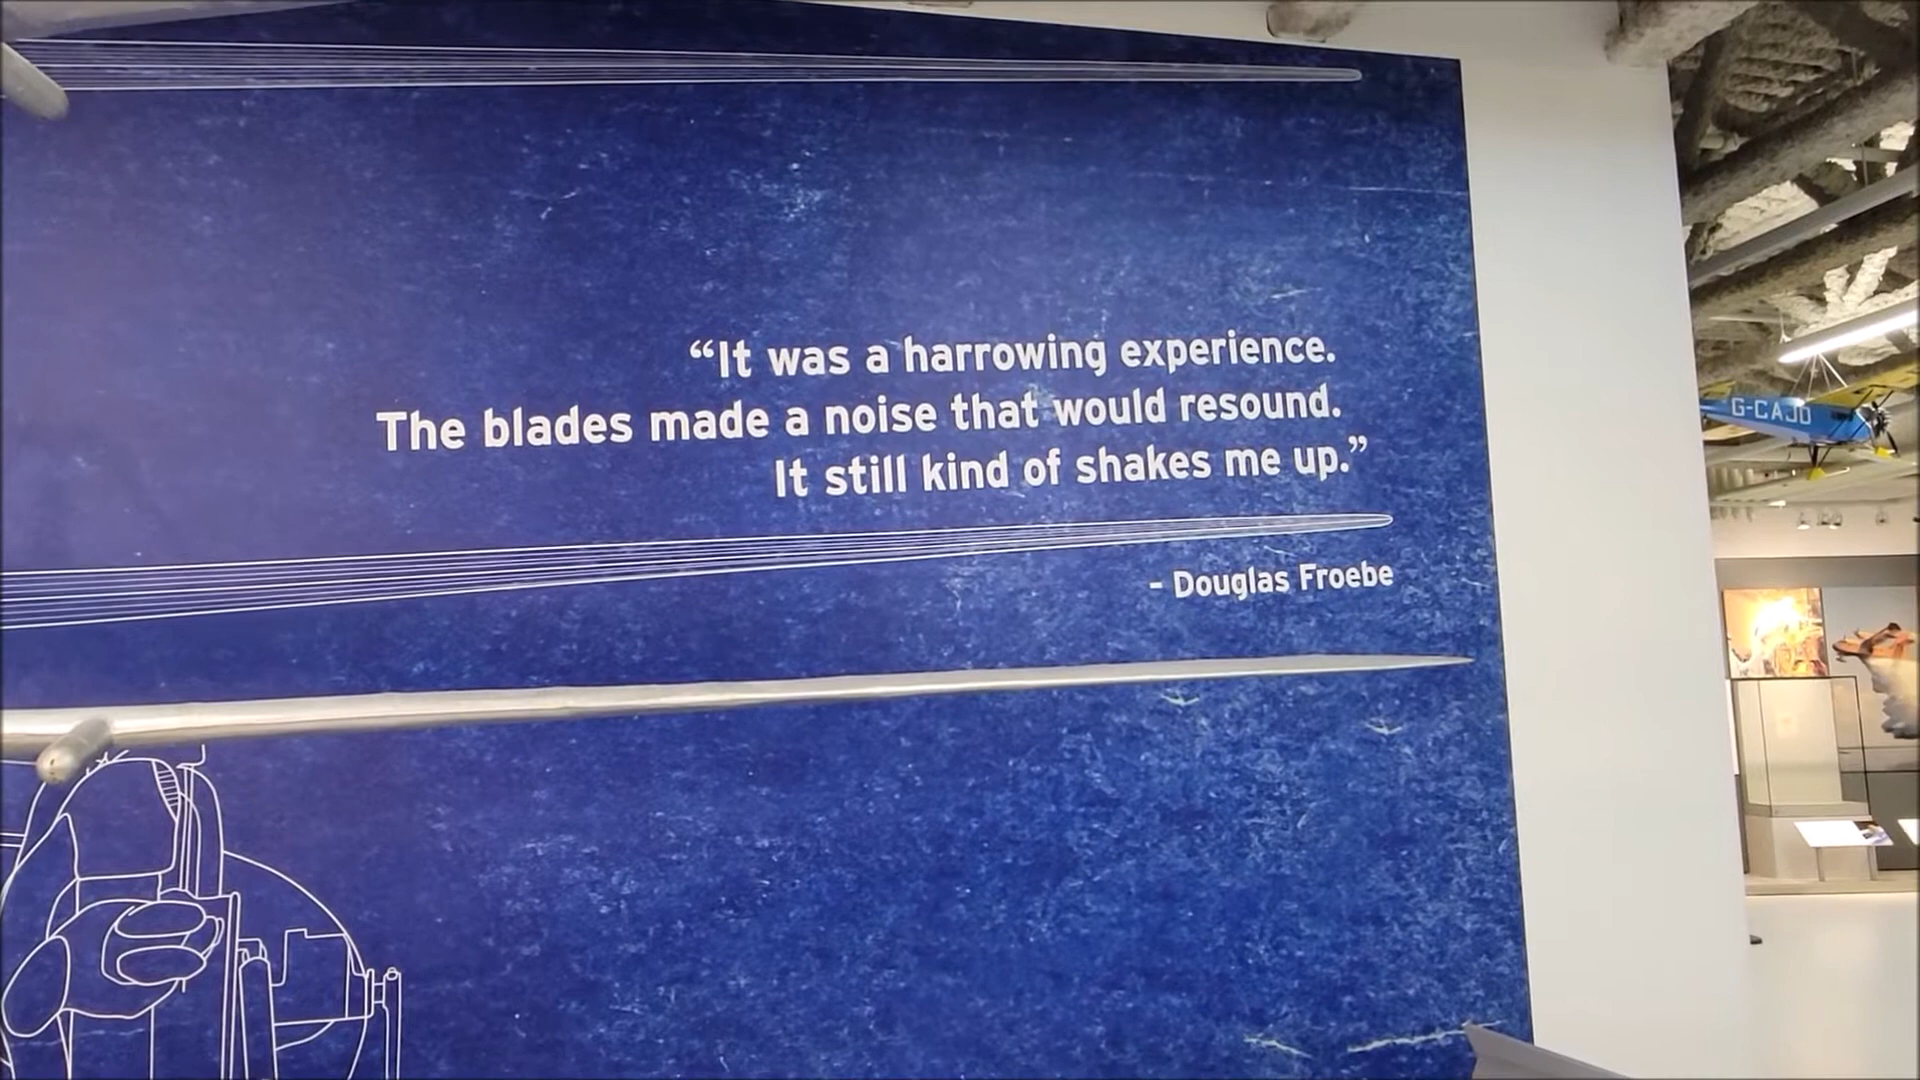 “It was a harrowing experience.
The blades made a noise that would resound.
It still kind of shakes me up.”
- Douglas Froebe
G-CAJD